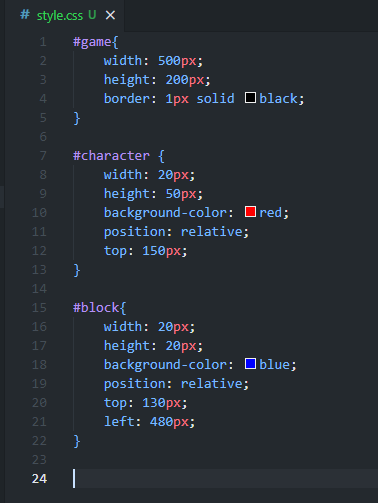 # style.css U ×
1 #game{
2 width: 500px;
3 height: 200px;
4 border: 1px solid black;
5 }
6
7 #character {
8 width: 20px;
9 height: 50px;
10 background-color: red;
11 position: relative;
12 top: 150px;
13 }
14
15 #block{
16 width: 20px;
17 height: 20px;
18 background-color: blue;
19 position: relative;
20 top: 130px;
21 left: 480px;
22 }
23
24